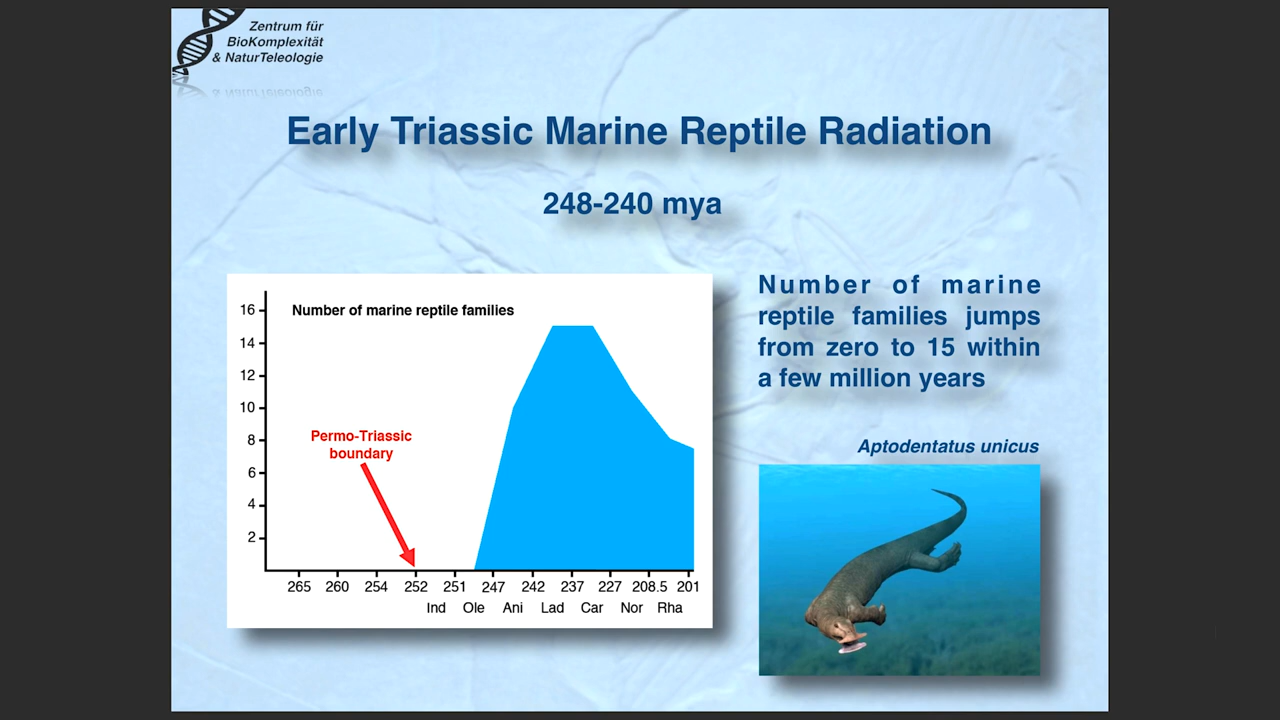 Zentrum für
BioKomplexität
& NaturTeleologie
Early Triassic Marine Reptile Radiation
248-240 mya
Number of marine reptile families
16
14
12
10
8
6
4
2
Permo-Triassic
boundary
265 260 254 252 251 247 242 237 227 208.5 201
Ind Ole Ani Lad Car Nor Rha
Number of marine
reptile families jumps
from zero to 15 within
a few million years
Aptodentatus unicus